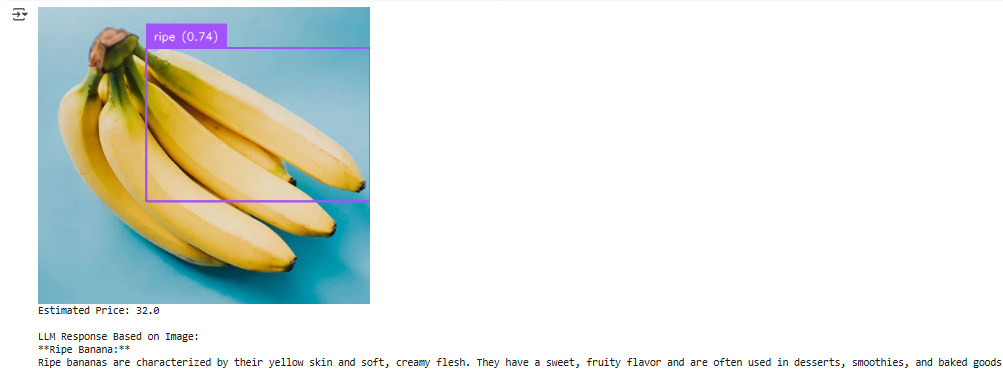 ripe (0.74)
Estimated Price: 32.0
LLM Response Based on Image:
**Ripe Banana:**
Ripe bananas are characterized by their yellow skin and soft, creamy flesh. They have a sweet, fruity flavor and are often used in desserts, smoothies, and baked goods